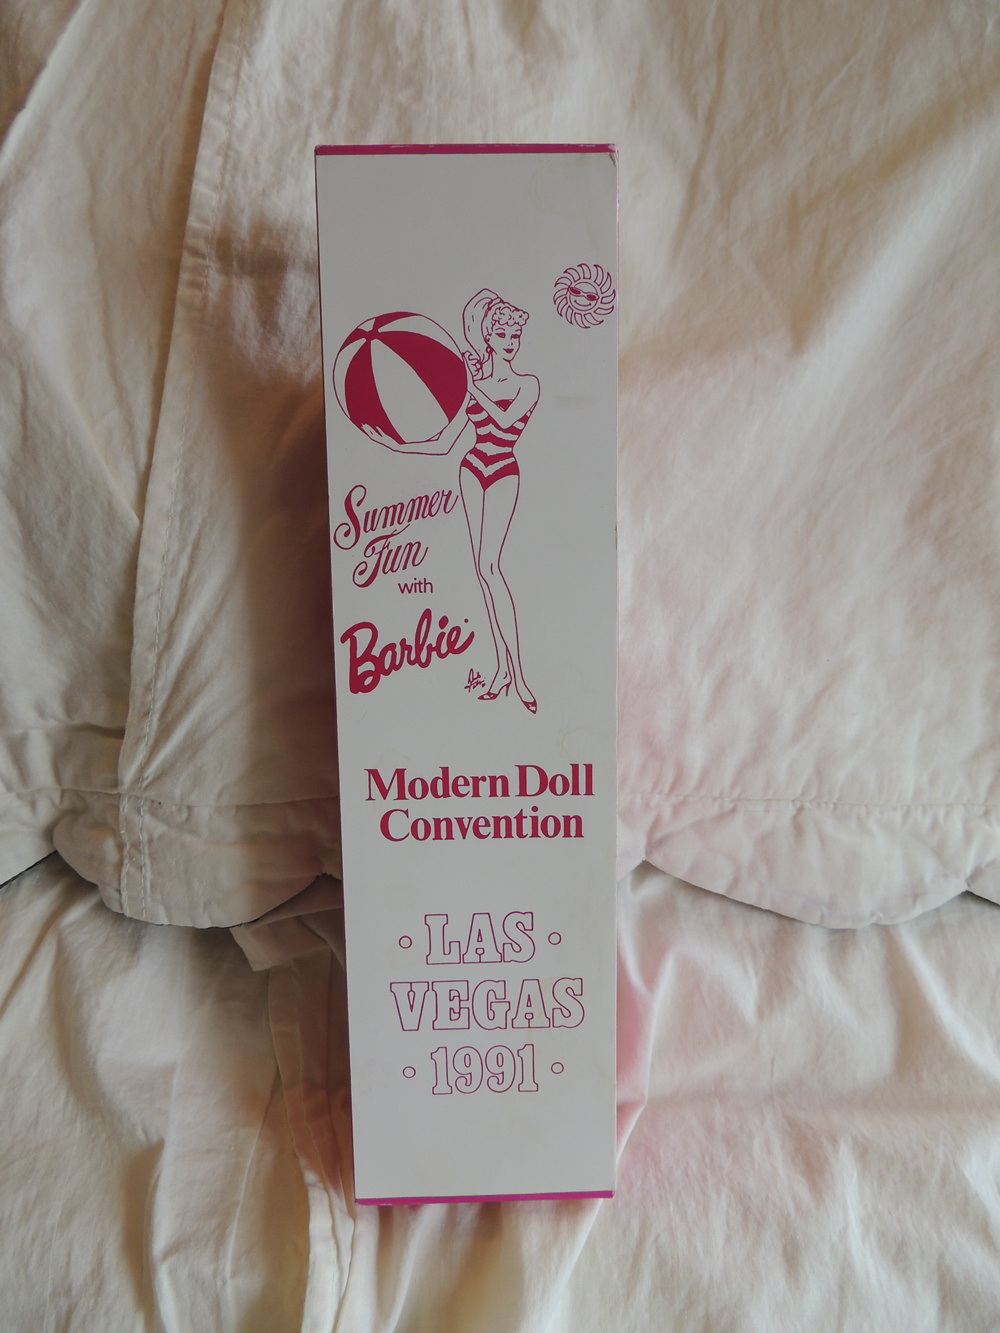 Summer
Fun
with
Barbie
Modern Doll
Convention
• LAS •
VEGAS
• 1991 •